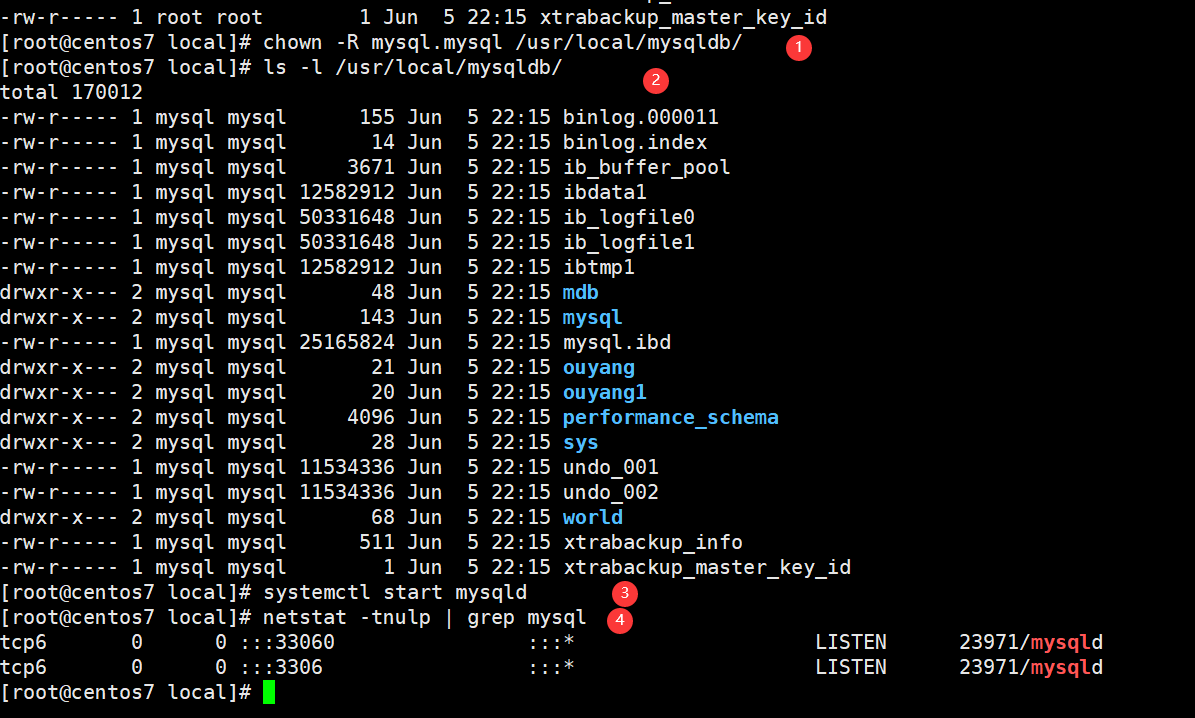 -rw-r----- 1 root root        1 Jun  5 22:15 xtrabackup_master_key_id
[root@centos7 local]# chown -R mysql.mysql /usr/local/mysqldb/ 1
[root@centos7 local]# ls -l /usr/local/mysqldb/ 2
total 170012
-rw-r----- 1 mysql mysql      155 Jun  5 22:15 binlog.000011
-rw-r----- 1 mysql mysql       14 Jun  5 22:15 binlog.index
-rw-r----- 1 mysql mysql     3671 Jun  5 22:15 ib_buffer_pool
-rw-r----- 1 mysql mysql 12582912 Jun  5 22:15 ibdata1
-rw-r----- 1 mysql mysql 50331648 Jun  5 22:15 ib_logfile0
-rw-r----- 1 mysql mysql 50331648 Jun  5 22:15 ib_logfile1
-rw-r----- 1 mysql mysql 12582912 Jun  5 22:15 ibtmp1
drwxr-x--- 2 mysql mysql       48 Jun  5 22:15 mdb
drwxr-x--- 2 mysql mysql      143 Jun  5 22:15 mysql
-rw-r----- 1 mysql mysql 25165824 Jun  5 22:15 mysql.ibd
drwxr-x--- 2 mysql mysql       21 Jun  5 22:15 ouyang
drwxr-x--- 2 mysql mysql       20 Jun  5 22:15 ouyang1
drwxr-x--- 2 mysql mysql     4096 Jun  5 22:15 performance_schema
drwxr-x--- 2 mysql mysql       28 Jun  5 22:15 sys
-rw-r----- 1 mysql mysql 11534336 Jun  5 22:15 undo_001
-rw-r----- 1 mysql mysql 11534336 Jun  5 22:15 undo_002
drwxr-x--- 2 mysql mysql       68 Jun  5 22:15 world
-rw-r----- 1 mysql mysql      511 Jun  5 22:15 xtrabackup_info
-rw-r----- 1 mysql mysql        1 Jun  5 22:15 xtrabackup_master_key_id
[root@centos7 local]# systemctl start mysqld 3
[root@centos7 local]# netstat -tnulp | grep mysql 4
tcp6       0      0 :::33060                :::*                    LISTEN      23971/mysqld
tcp6       0      0 :::3306                 :::*                    LISTEN      23971/mysqld
[root@centos7 local]#